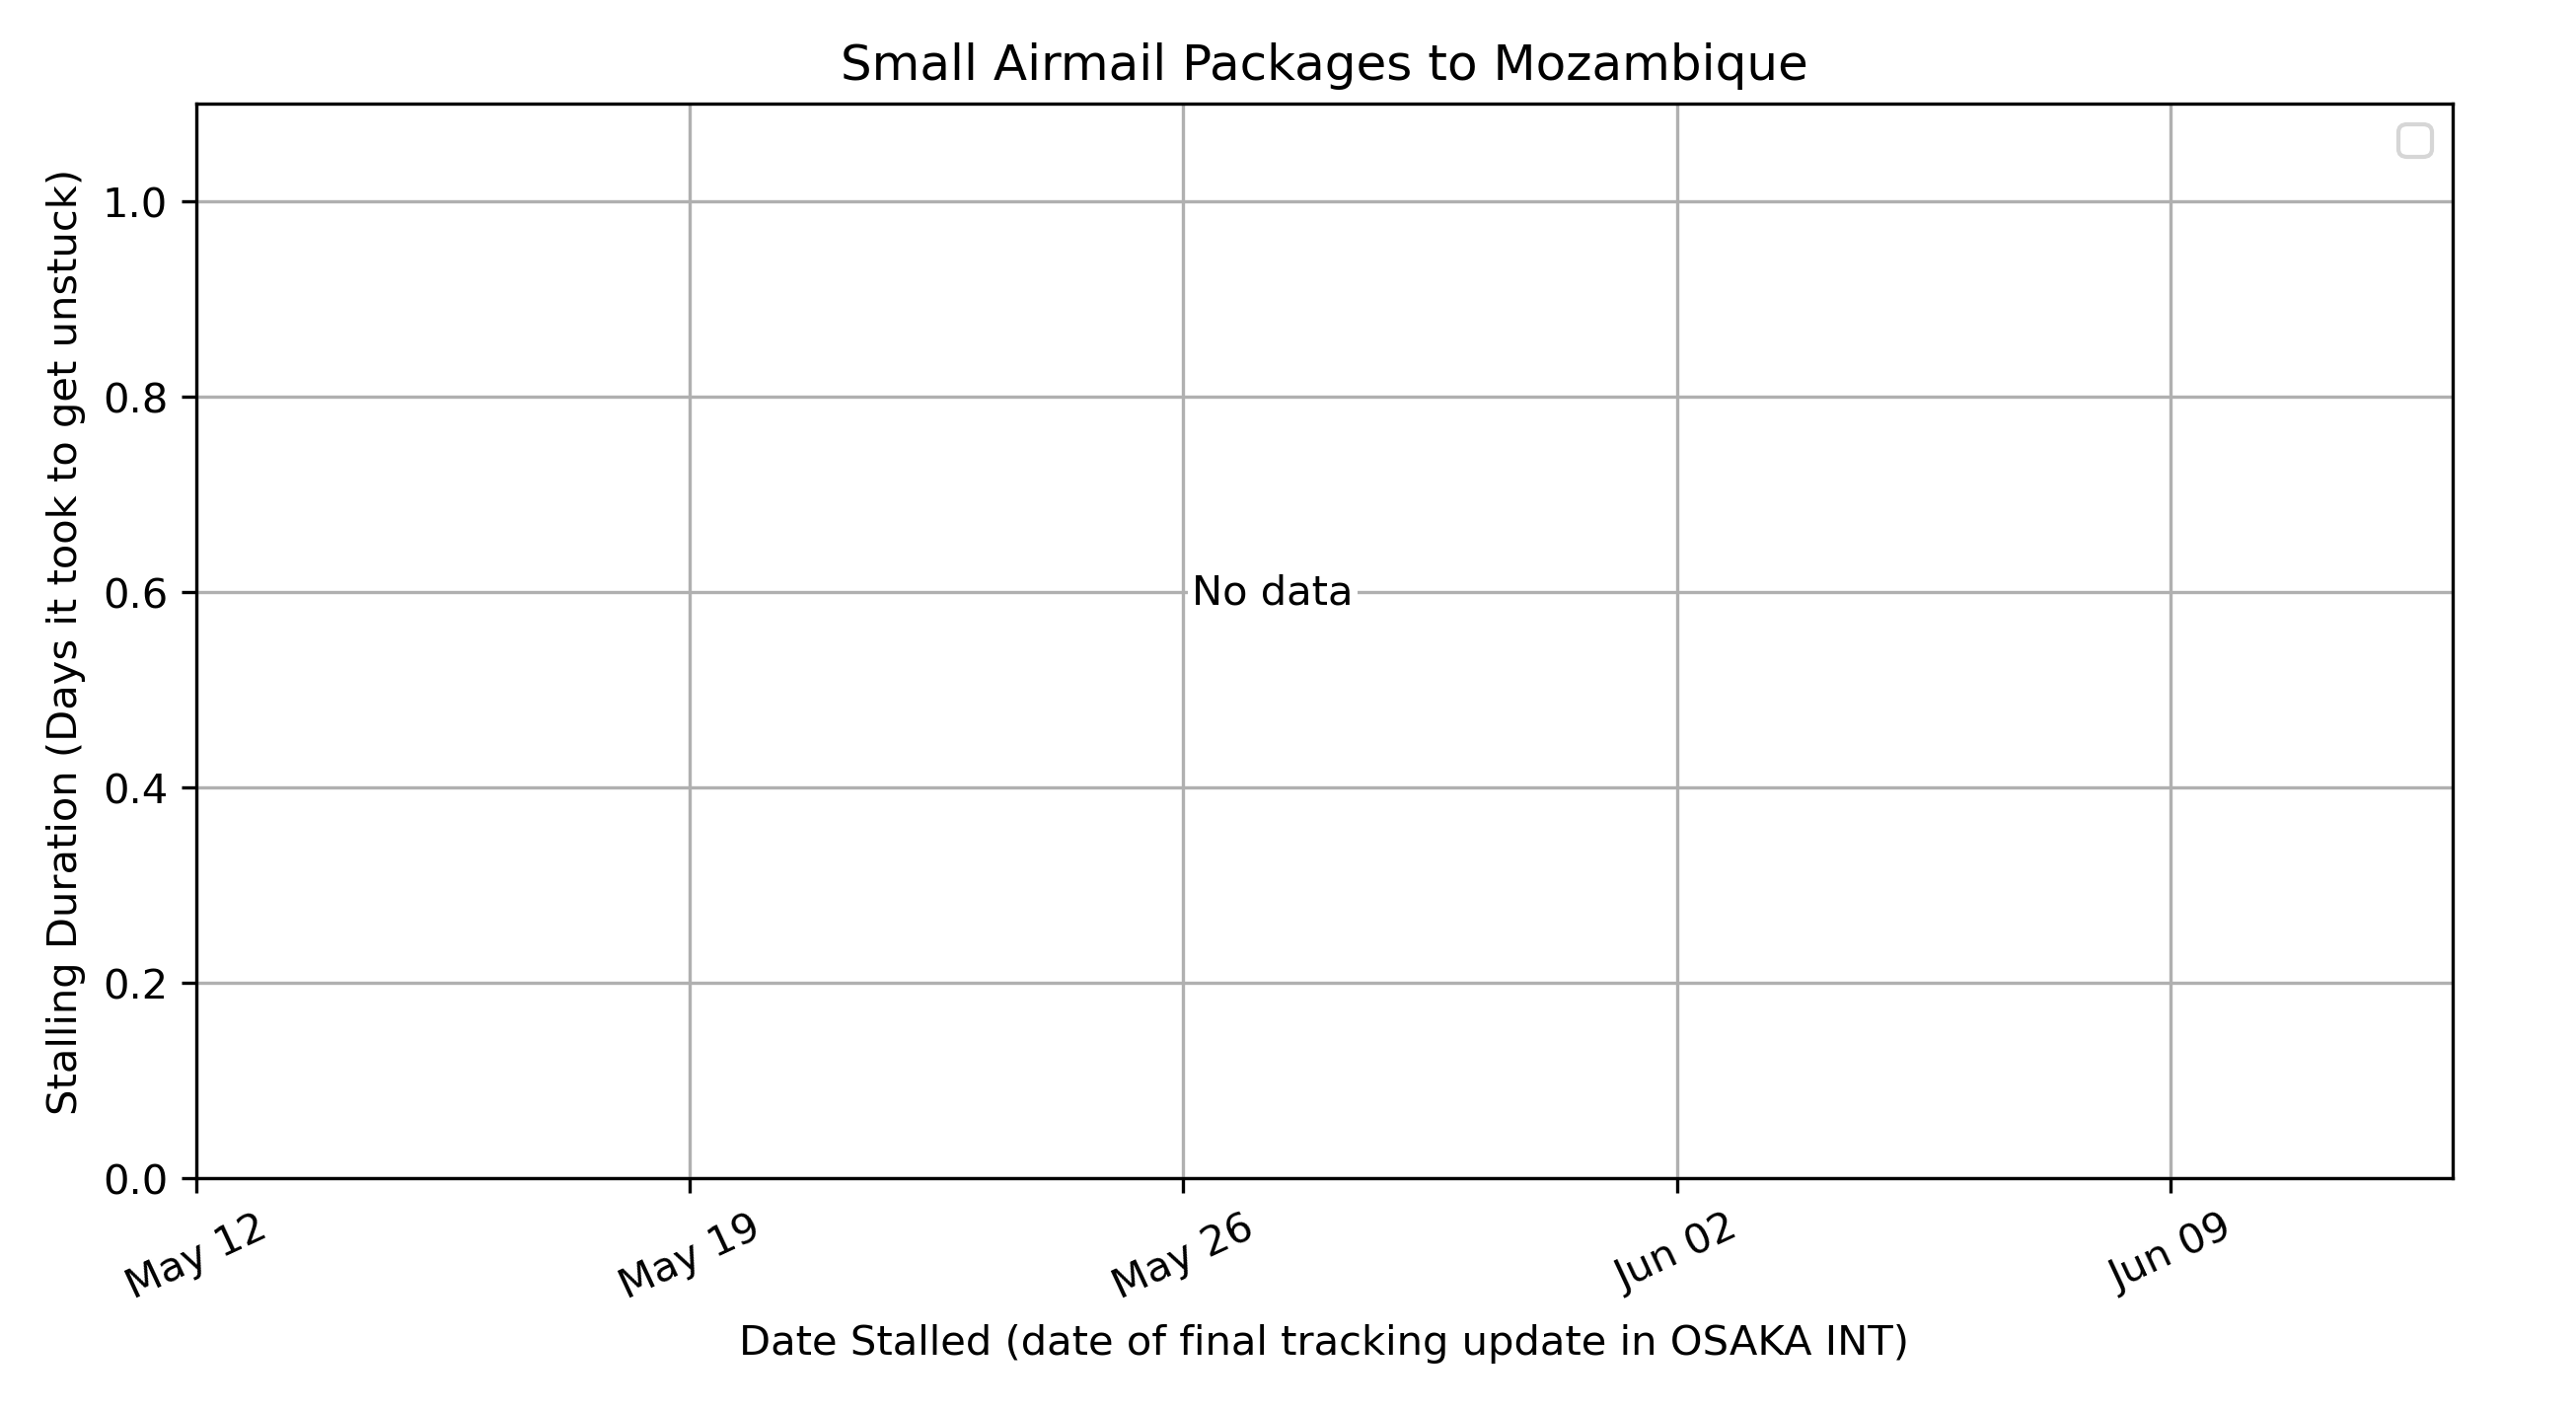 Small Airmail Packages to Mozambique
Stalling Duration (Days it took to get unstuck)
1.0
0.8
0.6
0.4
0.2
0.0
No data
May 12
May 19
May 26
Jun 02
Jun 09
Date Stalled (date of final tracking update in OSAKA INT)